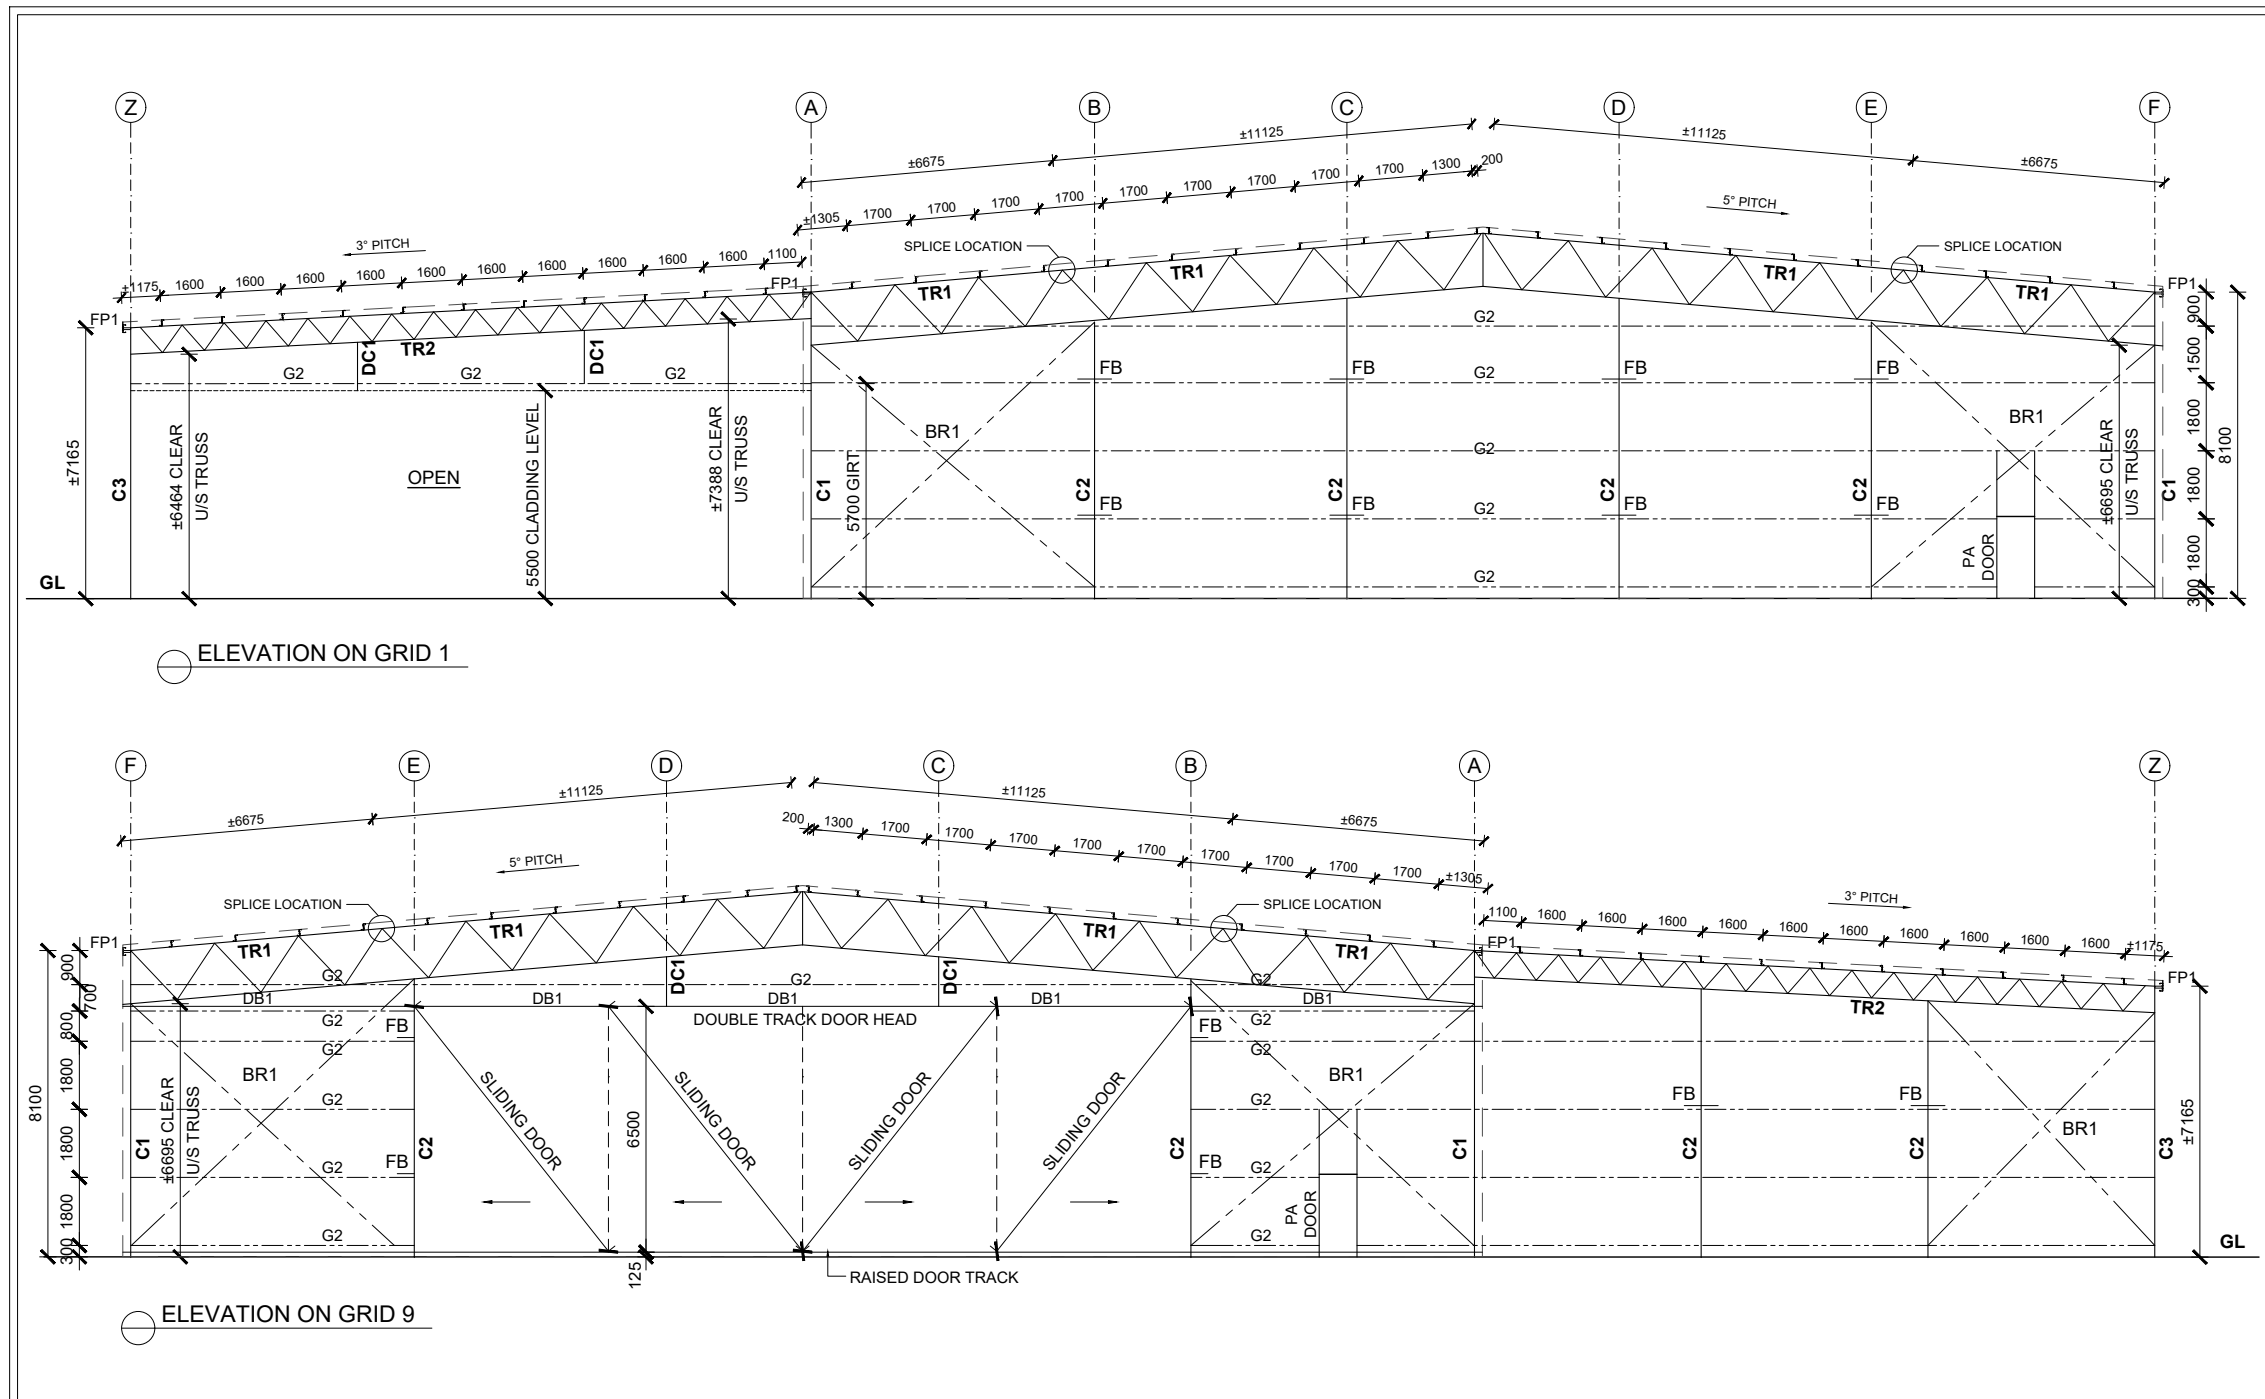 Z
A
B
C
D
E
F
±6675
±11125
±11125
±6675
±1305
1700
1700
1700
1700
1700
1700
1700
1700
1700
1300
200
5° PITCH
3° PITCH
SPLICE LOCATION
SPLICE LOCATION
±1175
1600
1600
1600
1600
1600
1600
1600
1600
1600
1600
1100
FP1
FP1
FP1
TR1
TR1
TR1
TR1
TR2
DC1
DC1
G2
G2
G2
G2
G2
G2
G2
G2
FB
FB
FB
FB
FB
FB
FB
FB
BR1
BR1
OPEN
±7165
C3
±6464 CLEAR
U/S TRUSS
5500 CLADDING LEVEL
±7388 CLEAR
U/S TRUSS
C1
5700 GIRT
C2
C2
C2
C2
PA
DOOR
±6695 CLEAR
U/S TRUSS
C1
900
1500
1800
1800
1800
300
8100
GL
ELEVATION ON GRID 1
F
E
D
C
B
A
Z
±6675
±11125
±11125
±6675
200
1300
1700
1700
1700
1700
1700
1700
1700
1700
±1305
5° PITCH
3° PITCH
SPLICE LOCATION
SPLICE LOCATION
1100
1600
1600
1600
1600
1600
1600
1600
1600
1600
1600
±1175
FP1
FP1
FP1
TR1
TR1
TR1
TR1
TR2
DC1
DC1
G2
G2
G2
DB1
DB1
DB1
DB1
DOUBLE TRACK DOOR HEAD
G2
G2
G2
G2
G2
G2
G2
G2
G2
G2
FB
FB
FB
FB
FB
FB
BR1
BR1
BR1
SLIDING DOOR
SLIDING DOOR
SLIDING DOOR
SLIDING DOOR
6500
125
900
700
800
1800
1800
1800
300
8100
C1
±6695 CLEAR
U/S TRUSS
C2
C2
PA
DOOR
C1
C2
C2
C3
±7165
GL
RAISED DOOR TRACK
ELEVATION ON GRID 9